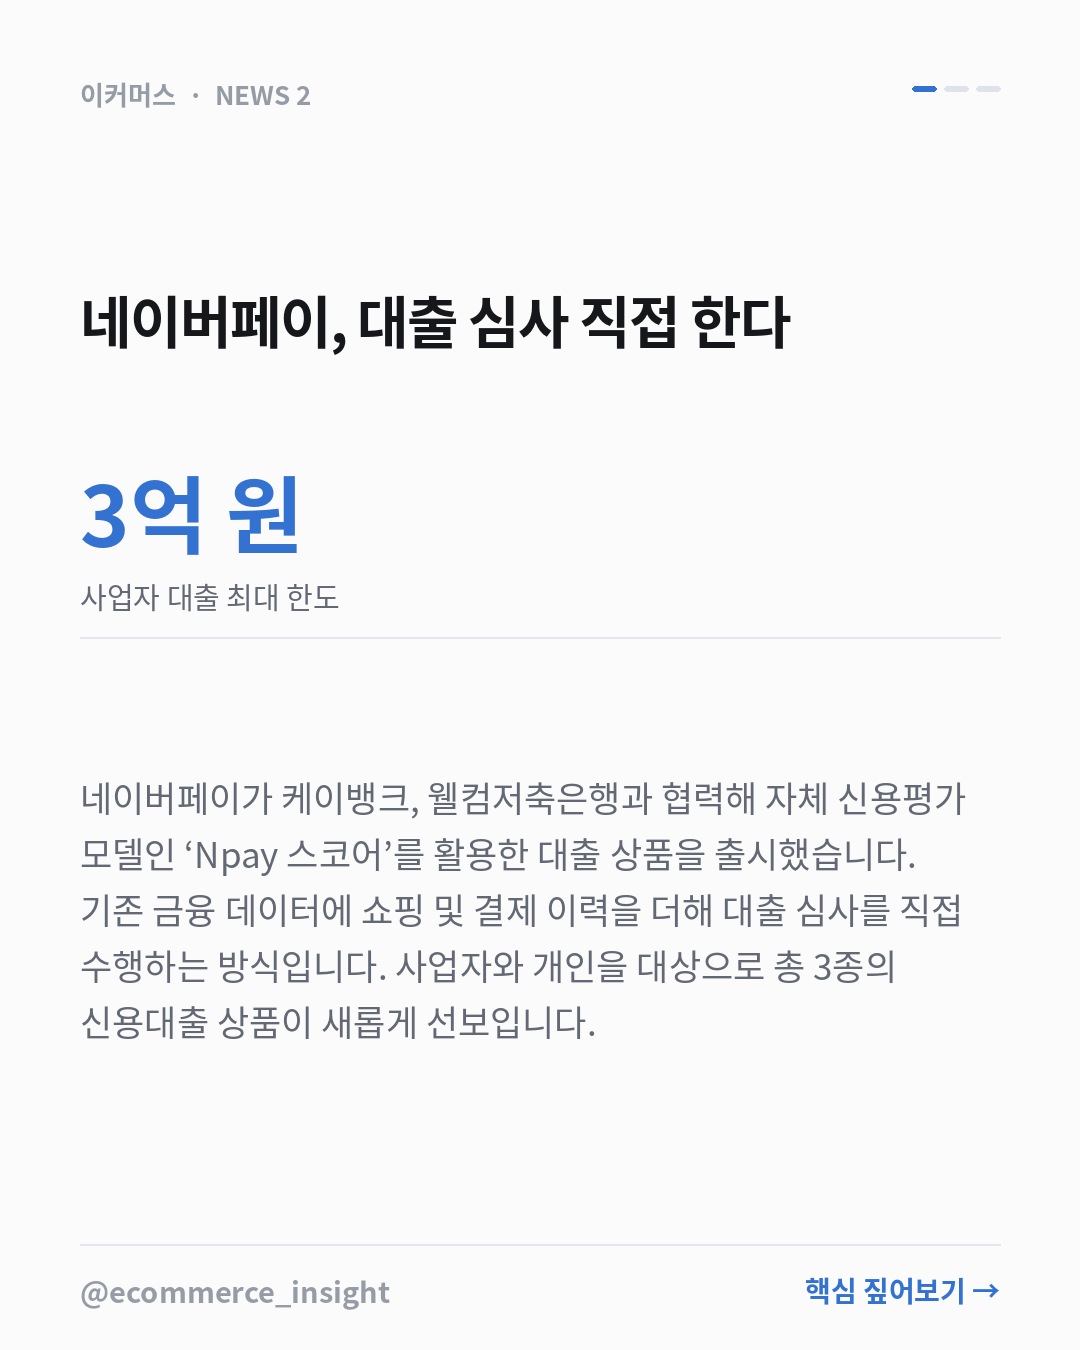 이커머스 · NEWS 2
네이버페이, 대출 심사 직접 한다
3억 원
사업자 대출 최대 한도
네이버페이가 케이뱅크, 웰컴저축은행과 협력해 자체 신용평가
모델인 ‘Npay 스코어’를 활용한 대출 상품을 출시했습니다.
기존 금융 데이터에 쇼핑 및 결제 이력을 더해 대출 심사를 직접
수행하는 방식입니다. 사업자와 개인을 대상으로 총 3종의
신용대출 상품이 새롭게 선보입니다.
@ecommerce_insight
핵심 짚어보기 →